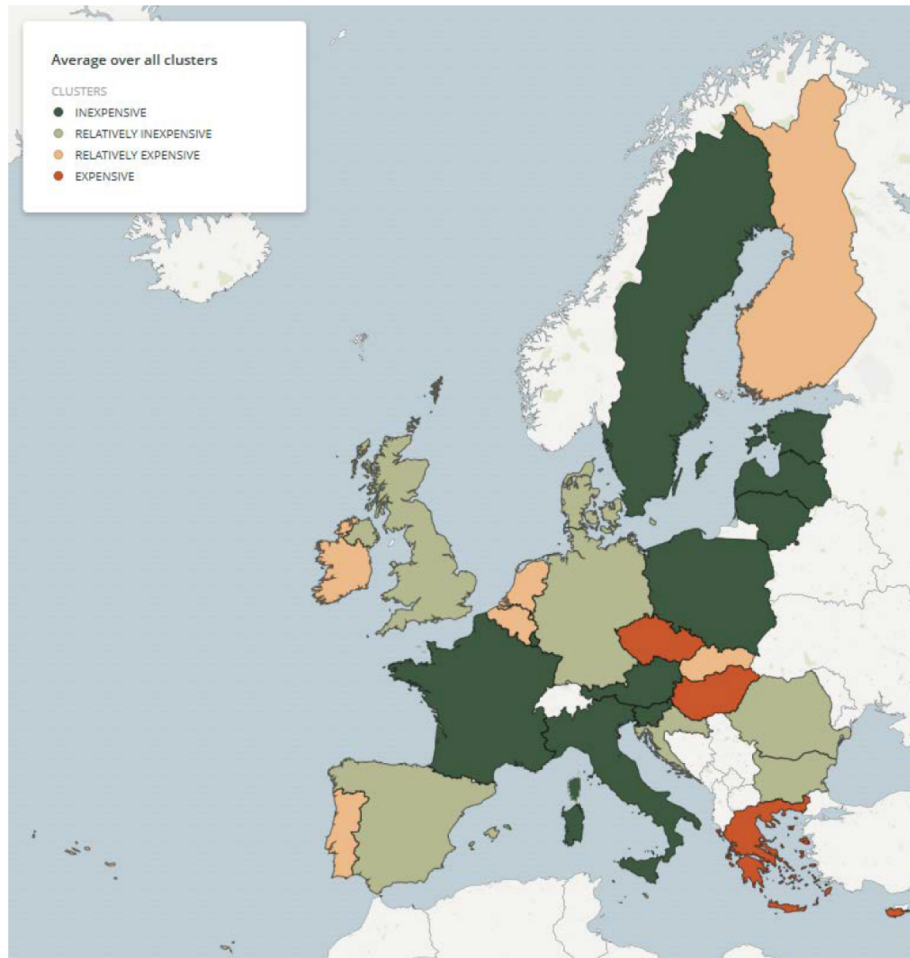 Average over all clusters
CLUSTERS
INEXPENSIVE
RELATIVELY INEXPENSIVE
RELATIVELY EXPENSIVE
EXPENSIVE